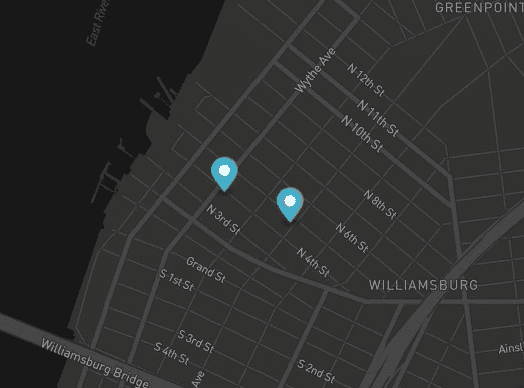 GREENPOINT
East River
Wythe Ave
N 12th St
N 11th St
N 10th St
N 8th St
N 3rd St
N 6th St
N 4th St
Grand St
S 1st St
WILLIAMSBURG
S 3rd St
S 4th St
Williamsburg Bridge
Ave
S 2nd St
Ainsl